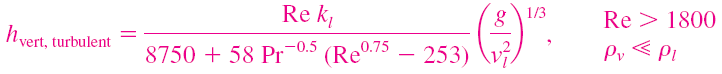 h_vert, turbulent = Re k_l / (8750 + 58 Pr^−0.5 (Re^0.75 − 253)) (g / ν_l^2)^1/3, Re > 1800
ρ_v ≪ ρ_l